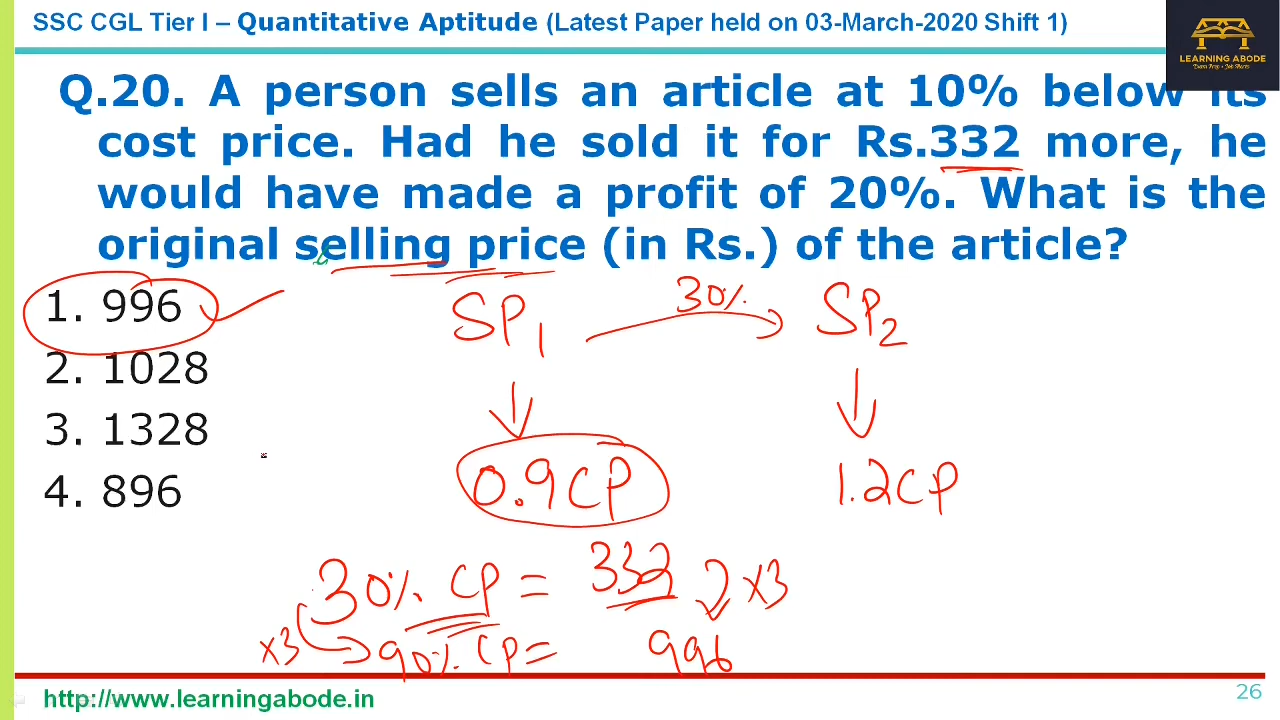 SSC CGL Tier I – Quantitative Aptitude (Latest Paper held on 03-March-2020 Shift 1)
LEARNING ABODE
Q.20. A person sells an article at 10% below its
cost price. Had he sold it for Rs.332 more, he
would have made a profit of 20%. What is the
original selling price (in Rs.) of the article?
1. 996
2. 1028
3. 1328
4. 896
SP1 30% SP2
0.9CP 1.2CP
30% CP = 332 ×3
×3 90% CP = 996
http://www.learningabode.in
26